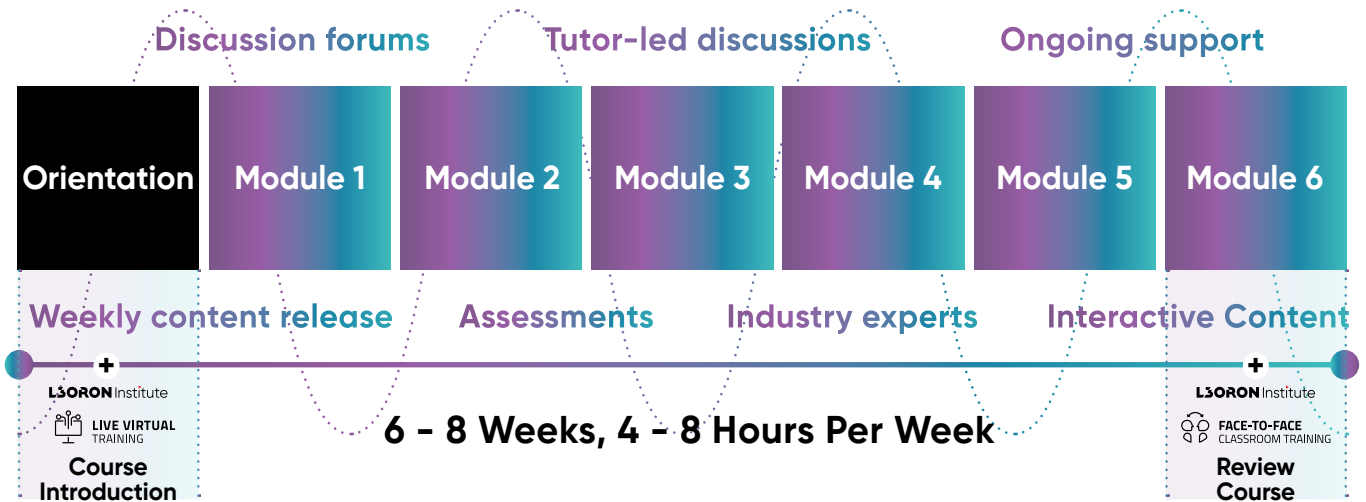 Discussion forums
Tutor-led discussions
Ongoing support
Orientation
Module 1
Module 2
Module 3
Module 4
Module 5
Module 6
Weekly content release
Assessments
Industry experts
Interactive Content
+
+
L3ORON Institute
LIVE VIRTUAL
TRAINING
Course
Introduction
6 - 8 Weeks, 4 - 8 Hours Per Week
L3ORON Institute
FACE-TO-FACE
CLASSROOM TRAINING
Review
Course